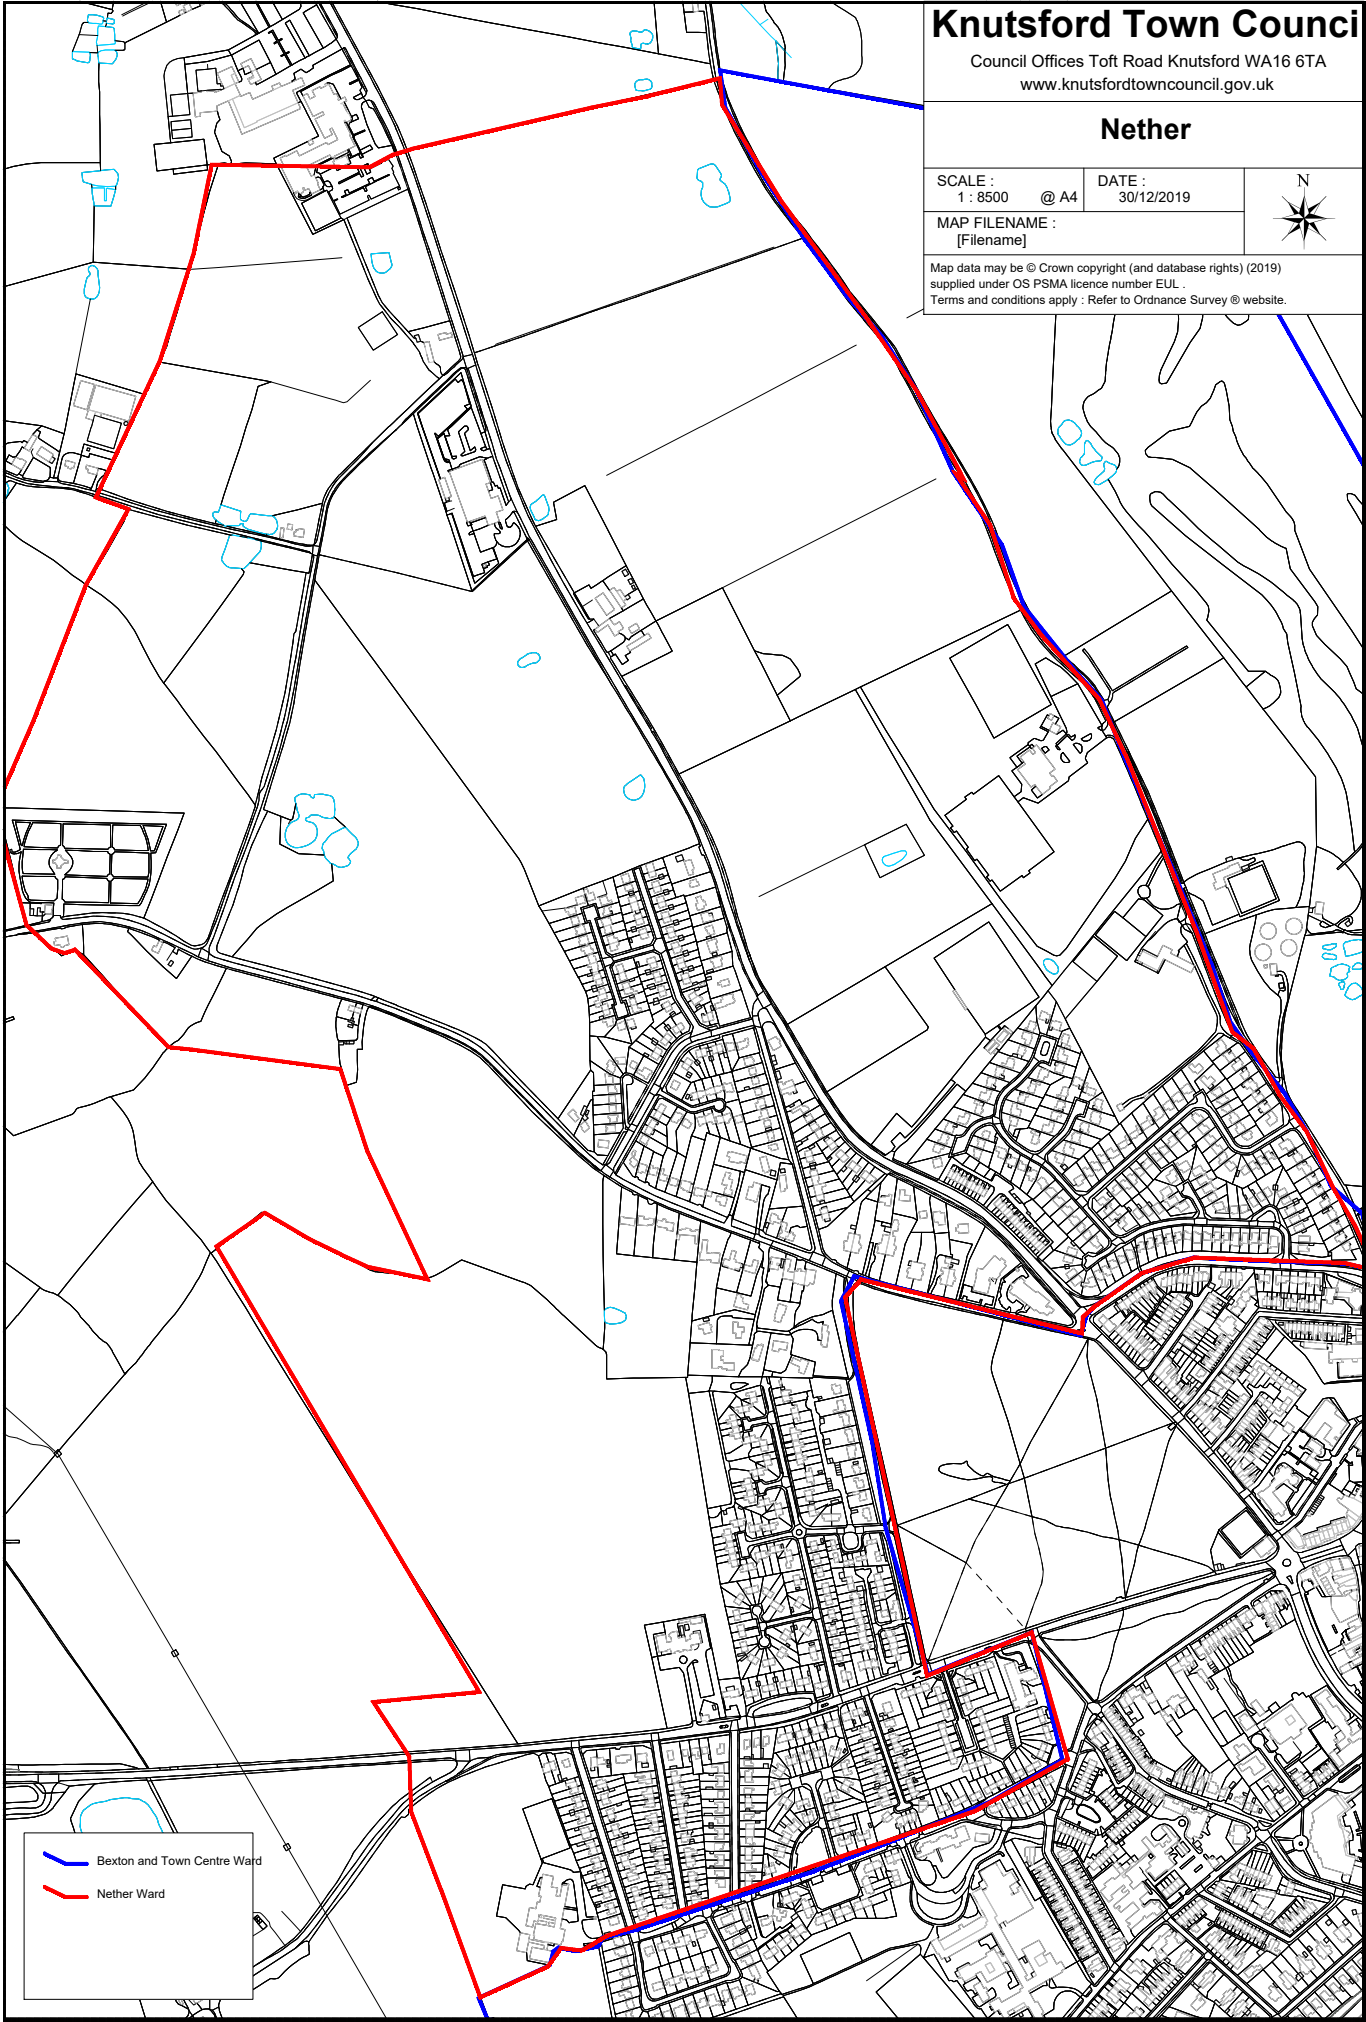 Knutsford Town Counci
Council Offices Toft Road Knutsford WA16 6TA
www.knutsfordtowncouncil.gov.uk
Nether
SCALE :
1 : 8500 @ A4
DATE :
30/12/2019
N
MAP FILENAME :
[Filename]
Map data may be © Crown copyright (and database rights) (2019)
supplied under OS PSMA licence number EUL .
Terms and conditions apply : Refer to Ordnance Survey ® website.
Bexton and Town Centre Ward
Nether Ward